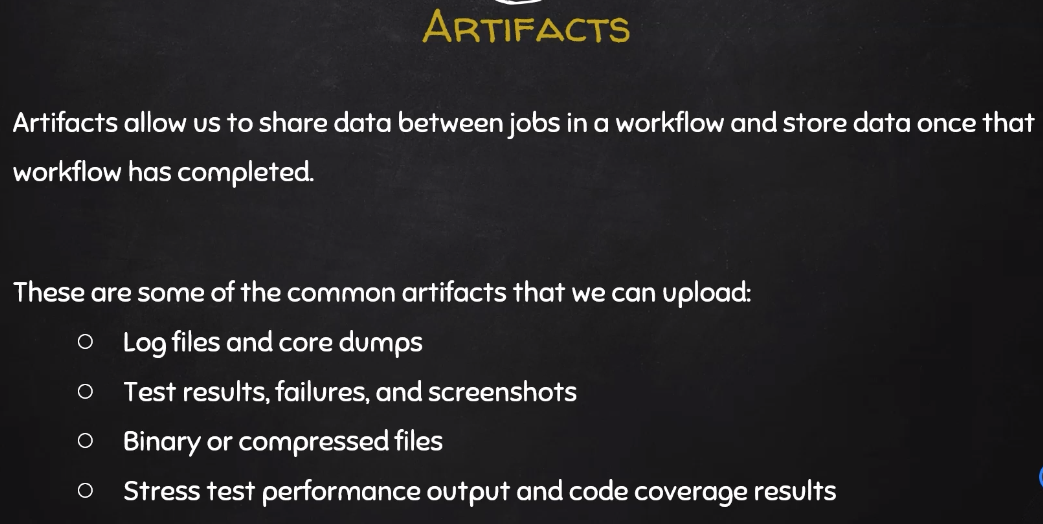 ARTIFACTS
Artifacts allow us to share data between jobs in a workflow and store data once that
workflow has completed.
These are some of the common artifacts that we can upload:
○ Log files and core dumps
○ Test results, failures, and screenshots
○ Binary or compressed files
○ Stress test performance output and code coverage results